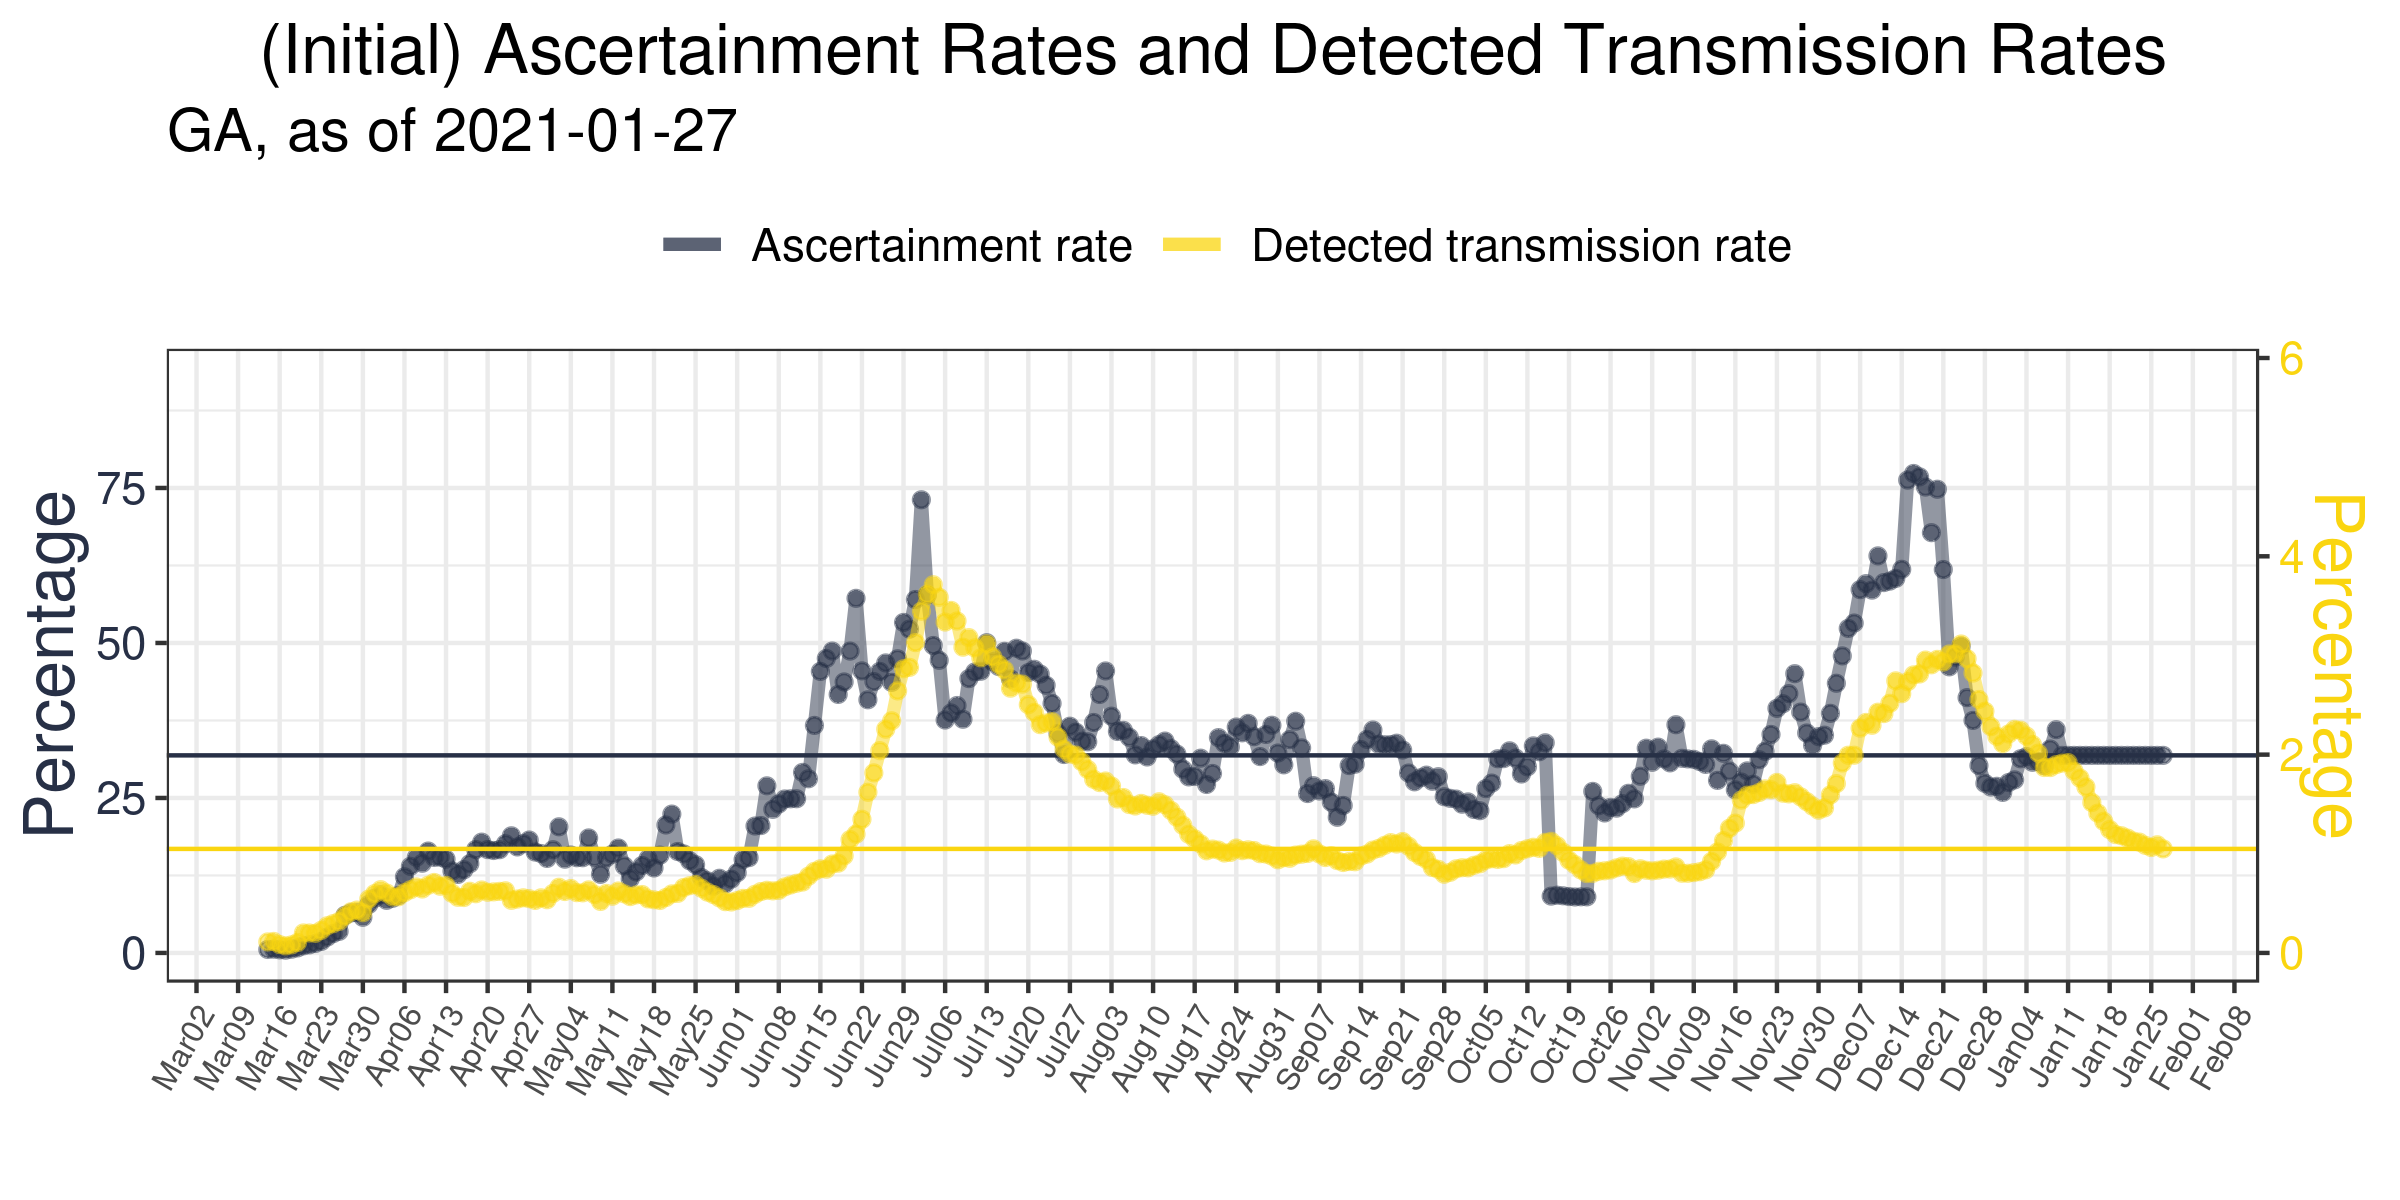 (Initial) Ascertainment Rates and Detected Transmission Rates
GA, as of 2021-01-27
Ascertainment rate
Detected transmission rate
Percentage
75
50
25
0
6
4
2
0
Percentage
Mar02
Mar09
Mar16
Mar23
Mar30
Apr06
Apr13
Apr20
Apr27
May04
May11
May18
May25
Jun01
Jun08
Jun15
Jun22
Jun29
Jul06
Jul13
Jul20
Jul27
Aug03
Aug10
Aug17
Aug24
Aug31
Sep07
Sep14
Sep21
Sep28
Oct05
Oct12
Oct19
Oct26
Nov02
Nov09
Nov16
Nov23
Nov30
Dec07
Dec14
Dec21
Dec28
Jan04
Jan11
Jan18
Jan25
Feb01
Feb08